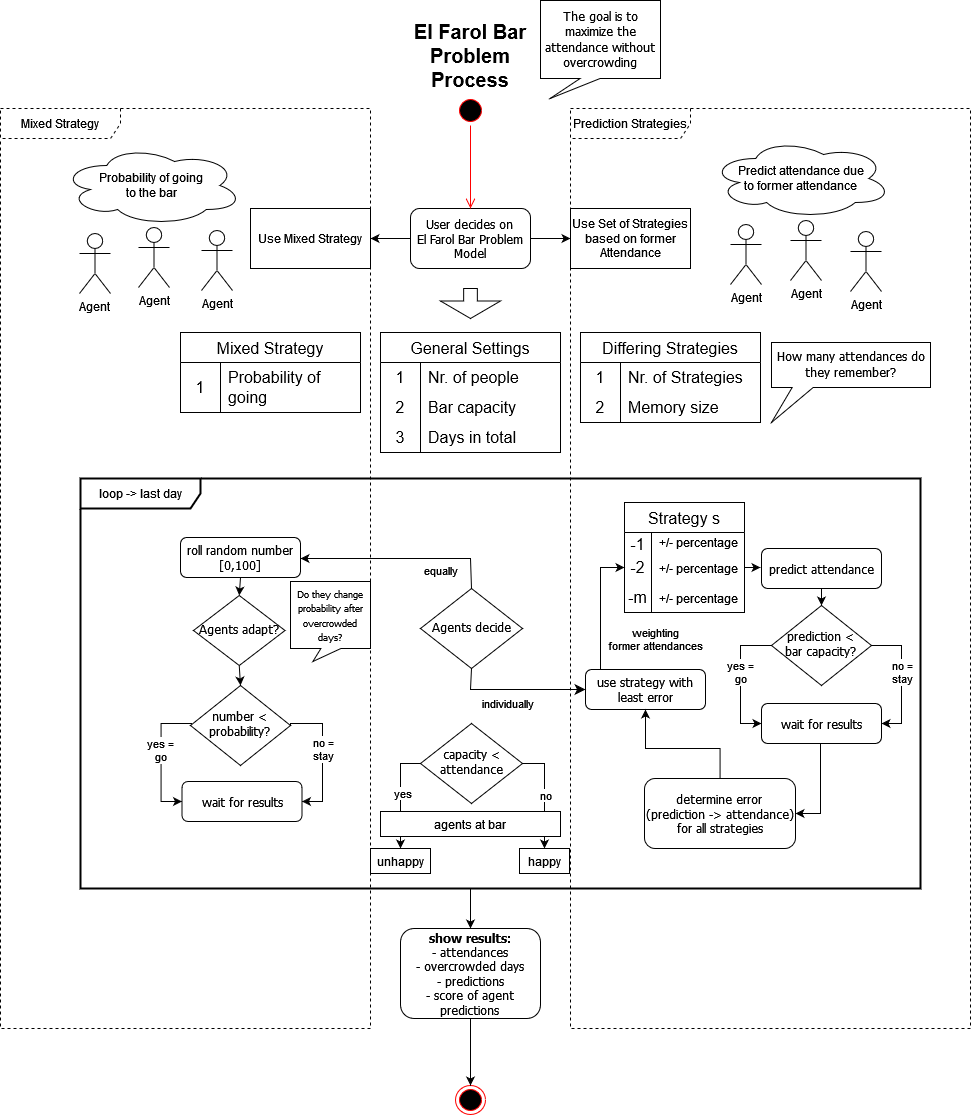 El Farol Bar
Problem
Process
The goal is to
maximize the
attendance without
overcrowding
Mixed Strategy
Prediction Strategies
Probability of going
to the bar
Predict attendance due
to former attendance
Agent
Agent
Agent
Use Mixed Strategy
User decides on
El Farol Bar Problem
Model
Use Set of Strategies
based on former
Attendance
Agent
Agent
Agent
Mixed Strategy
1 Probability of
going
General Settings
1 Nr. of people
2 Bar capacity
3 Days in total
Differing Strategies
1 Nr. of Strategies
2 Memory size
How many attendances do
they remember?
loop -> last day
roll random number
[0,100]
equally
Agents adapt?
Do they change
probability after
overcrowded
days?
number <
probability?
yes =
go
no =
stay
wait for results
Agents decide
individually
capacity <
attendance
yes
no
agents at bar
unhappy
happy
Strategy s
-1 +/- percentage
-2 +/- percentage
-m +/- percentage
weighting
former attendances
use strategy with
least error
predict attendance
prediction <
bar capacity?
yes =
go
no =
stay
wait for results
determine error
(prediction -> attendance)
for all strategies
show results:
- attendances
- overcrowded days
- predictions
- score of agent
predictions